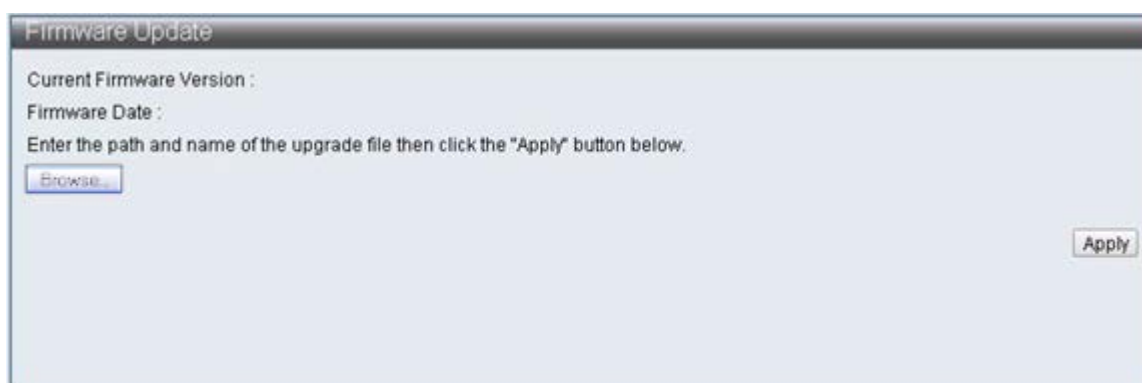 Firmware Update
Current Firmware Version :
Firmware Date :
Enter the path and name of the upgrade file then click the "Apply" button below.
Browse..
Apply